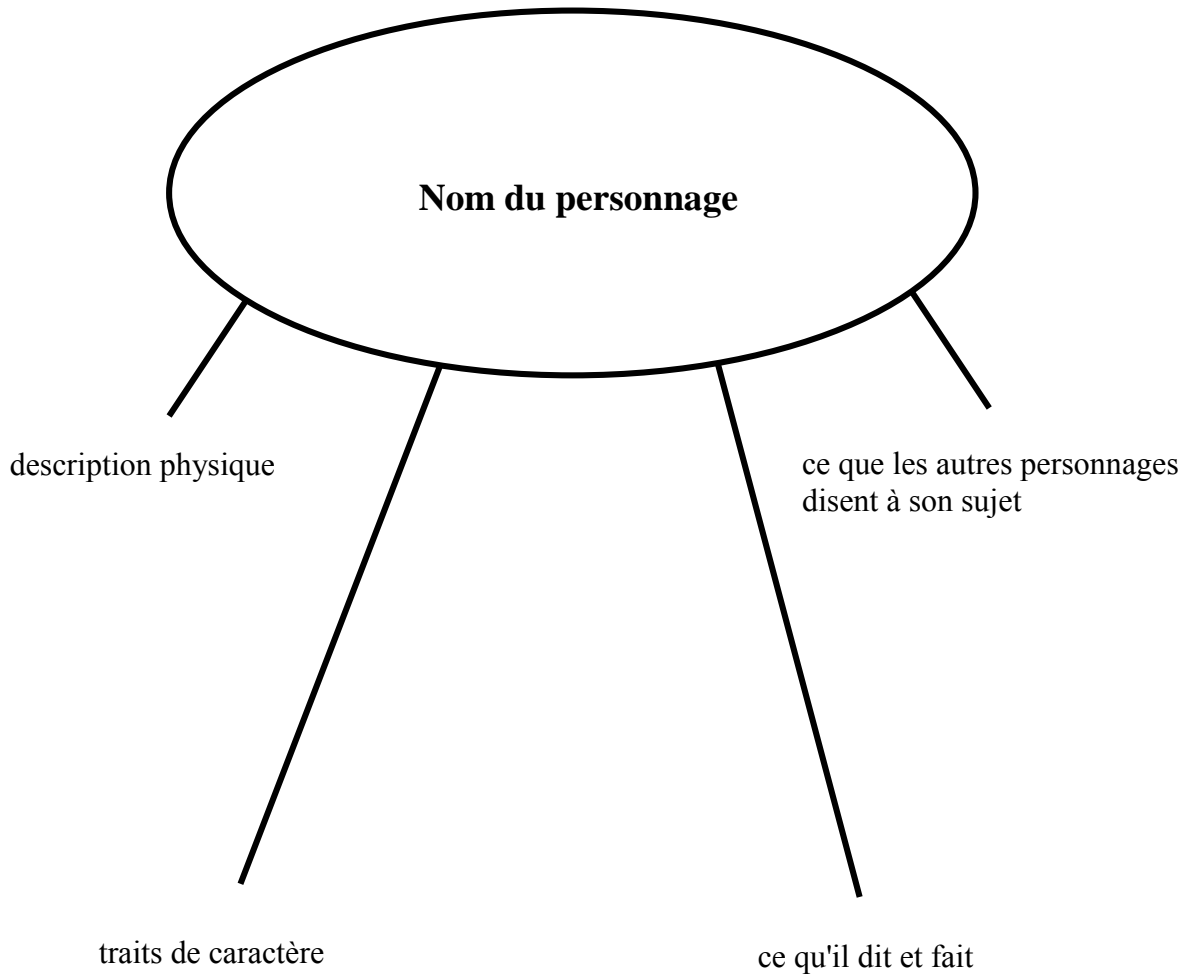 Nom du personnage
description physique
ce que les autres personnages
disent à son sujet
traits de caractère
ce qu'il dit et fait